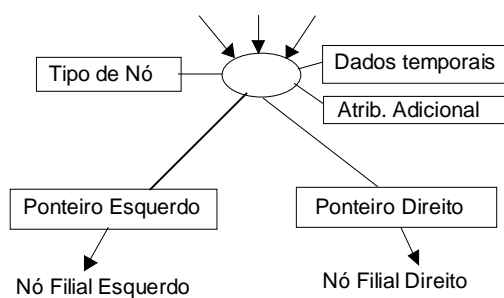 Dados temporais
Tipo de Nó
Atrib. Adicional
Ponteiro Esquerdo
Ponteiro Direito
Nó Filial Esquerdo
Nó Filial Direito